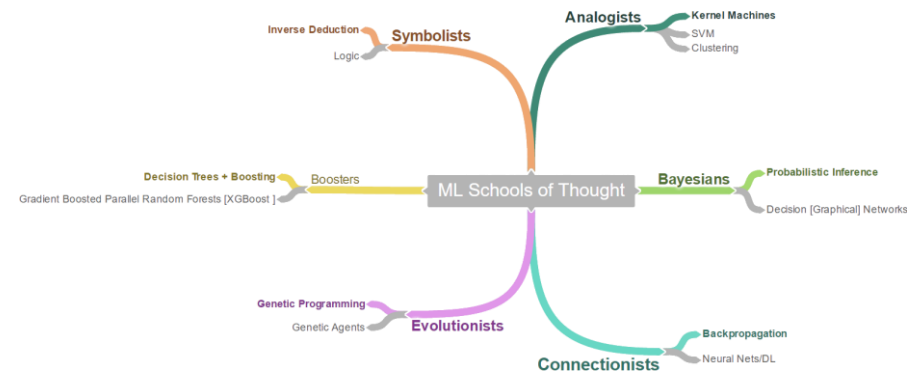 Inverse Deduction
Symbolists
Logic
Analogists
Kernel Machines
SVM
Clustering
Decision Trees + Boosting
Boosters
Gradient Boosted Parallel Random Forests [XGBoost ]
ML Schools of Thought
Bayesians
Probabilistic Inference
Decision [Graphical] Networks
Genetic Programming
Genetic Agents
Evolutionists
Backpropagation
Neural Nets/DL
Connectionists